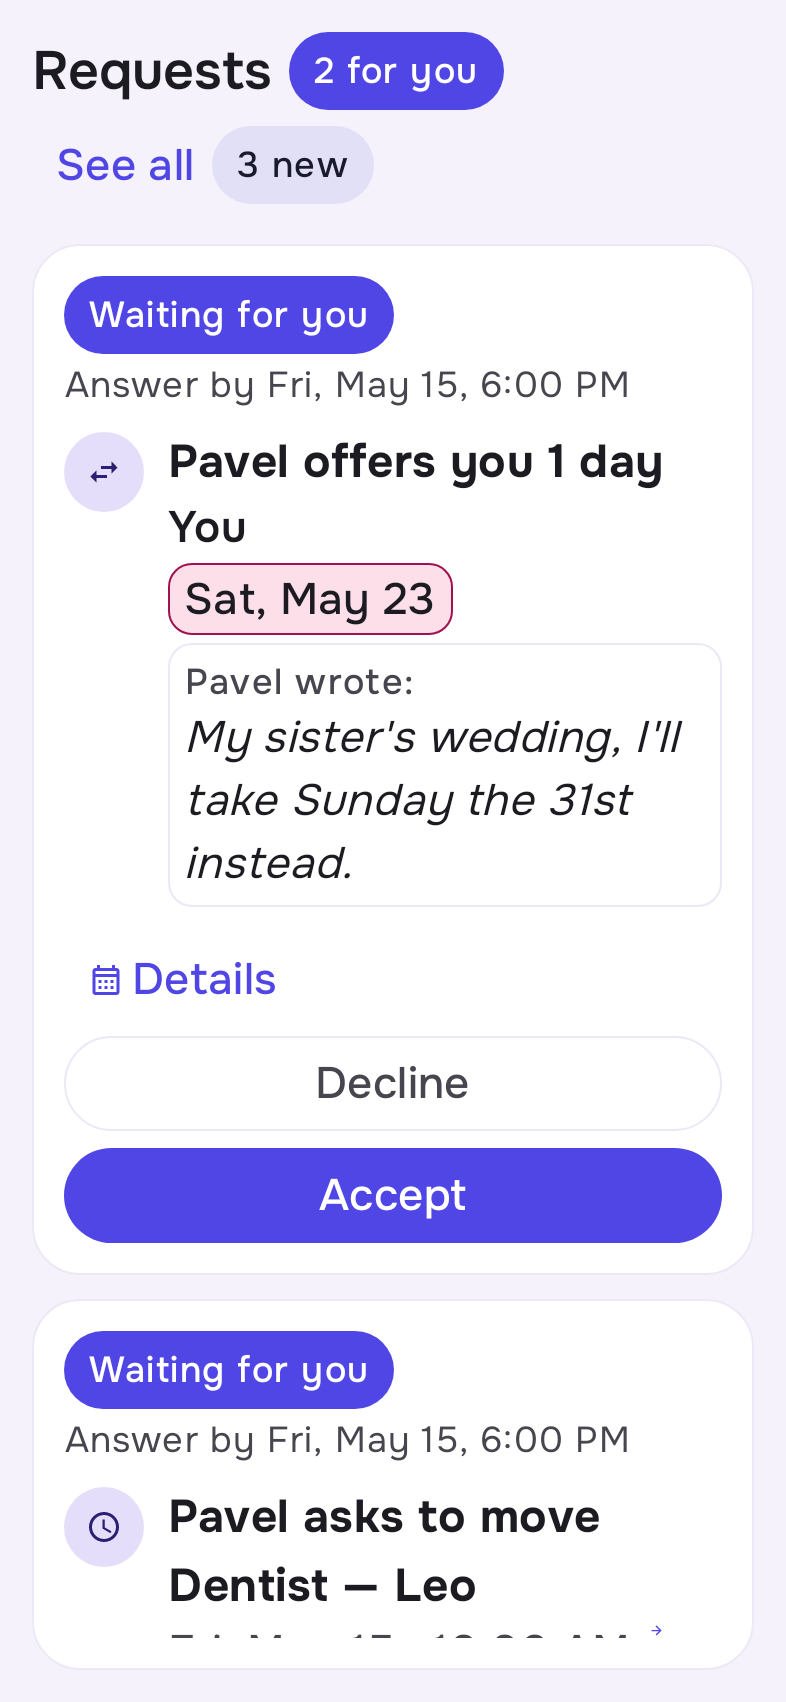 Requests 2 for you
See all 3 new
Waiting for you
Answer by Fri, May 15, 6:00 PM
Pavel offers you 1 day
You
Sat, May 23
Pavel wrote:
My sister's wedding, I'll
take Sunday the 31st
instead.
Details
Decline
Accept
Waiting for you
Answer by Fri, May 15, 6:00 PM
Pavel asks to move
Dentist — Leo